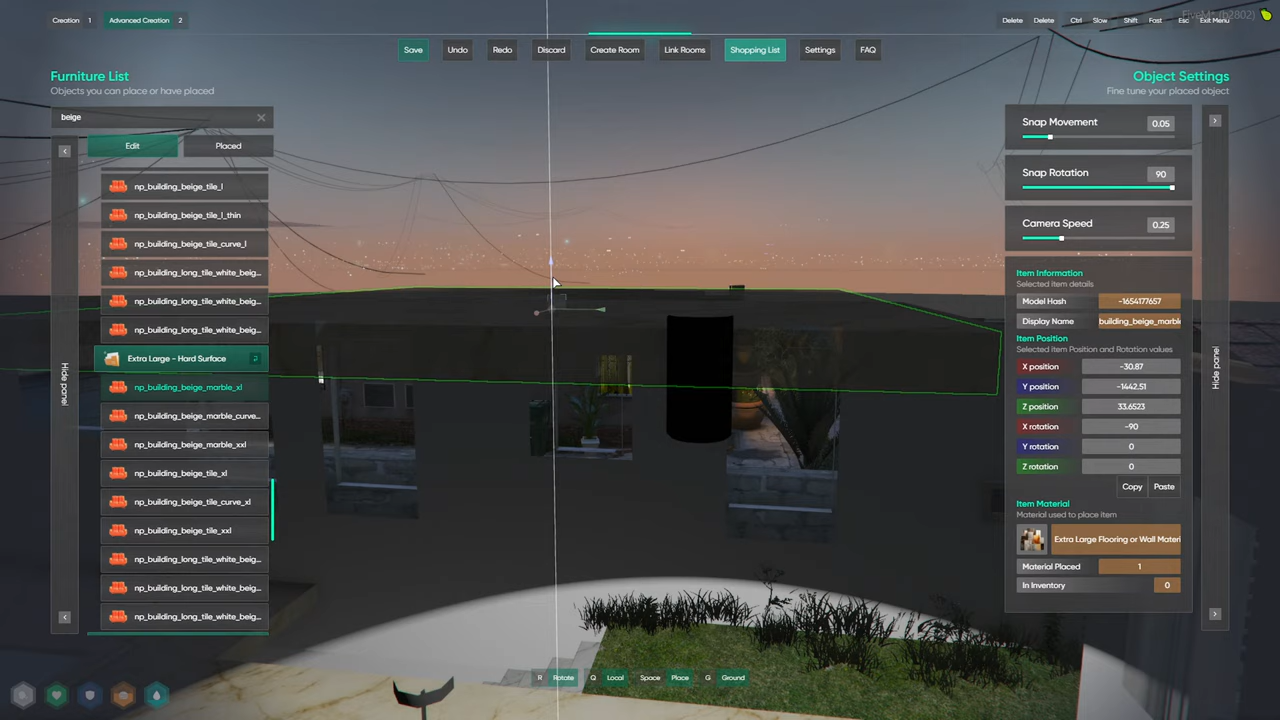 Creation 1 Advanced Creation 2
Delete Delete Ctrl Slow Shift Fast Esc Exit Menu
FiveM* (b2802)
Save Undo Redo Discard Create Room Link Rooms Shopping List Settings FAQ
Furniture List
Objects you can place or have placed
beige
Edit Placed
Hide panel
np_building_beige_tile_l
np_building_beige_tile_l_thin
np_building_beige_tile_curve_l
np_building_long_tile_white_beig...
np_building_long_tile_white_beig...
np_building_long_tile_white_beig...
Extra Large - Hard Surface
np_building_beige_marble_xl
np_building_beige_marble_curve...
np_building_beige_marble_xxl
np_building_beige_tile_xl
np_building_beige_tile_curve_xl
np_building_beige_tile_xxl
np_building_long_tile_white_beig...
np_building_long_tile_white_beig...
np_building_long_tile_white_beig...
Object Settings
Fine tune your placed object
Snap Movement 0.05
Snap Rotation 90
Camera Speed 0.25
Item Information
Selected item details
Model Hash -1654177657
Display Name building_beige_marbl
Item Position
Selected item Position and Rotation values
X position -30.87
Y position -1442.51
Z position 33.6523
X rotation -90
Y rotation 0
Z rotation 0
Copy Paste
Item Material
Material used to place item
Extra Large Flooring or Wall Materi
Material Placed 1
In Inventory 0
Hide panel
R Rotate Q Local Space Place G Ground